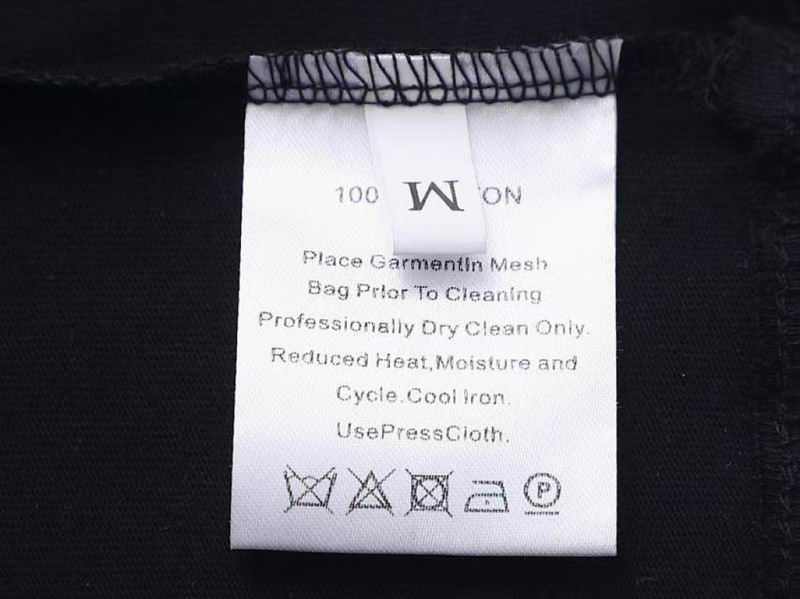 100 ON
M
Place GarmentIn Mesh
Bag Prior To Cleaning
Professionally Dry Clean Only.
Reduced Heat,Moisture and
Cycle.Cool Iron.
UsePressCloth.
P